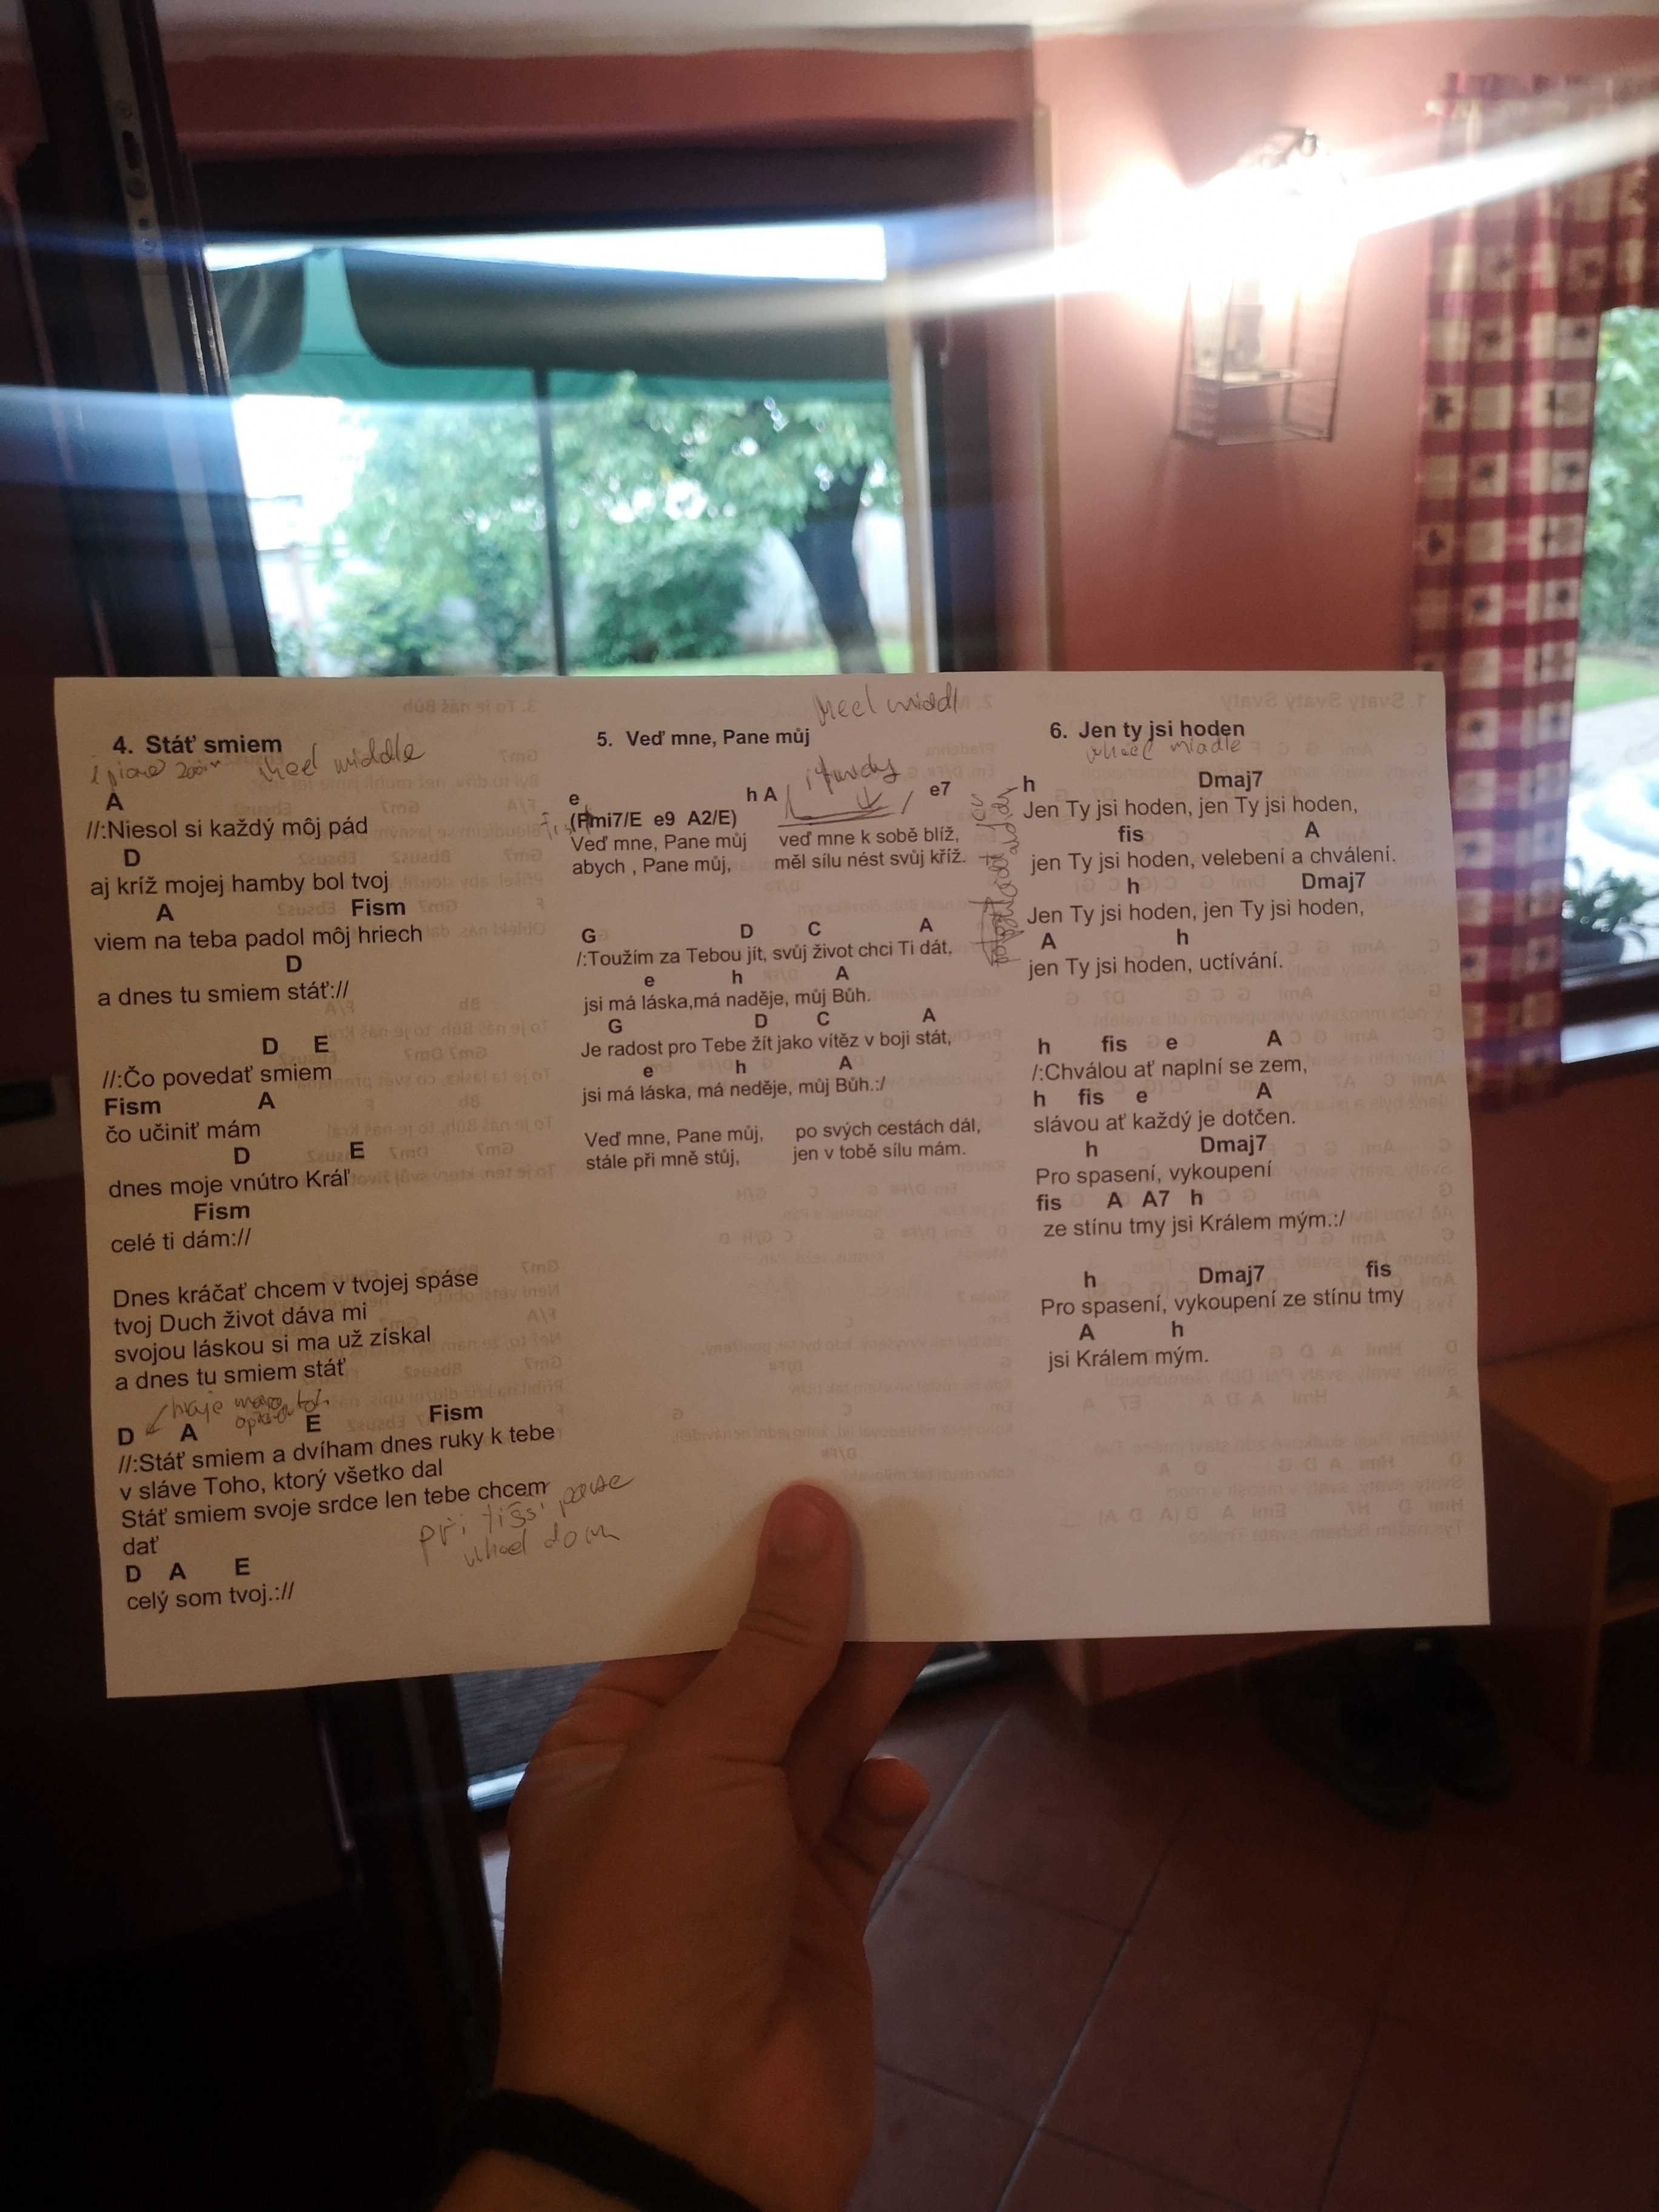 4. Stáť smiem
wheel middle
A
//:Niesol si každý môj pád
D
aj kríž mojej hamby bol tvoj
A Fism
viem na teba padol môj hriech
D
a dnes tu smiem stáť://
D E
//:Čo povedať smiem
Fism A
čo učiniť mám
D E
dnes moje vnútro Kráľ
Fism
celé ti dám://
Dnes kráčať chcem v tvojej spáse
tvoj Duch život dáva mi
svojou láskou si ma už získal
a dnes tu smiem stáť
hraje
D A E Fism
//:Stáť smiem a dvíham dnes ruky k tebe
v sláve Toho, ktorý všetko dal
Stáť smiem svoje srdce len tebe chcem
dať
při tišší pause
wheel down
D A E
celý som tvoj.://
5. Veď mne, Pane můj
e h A e7
mi7/E e9 A2/E)
Veď mne, Pane můj veď mne k sobě blíž,
abych , Pane můj, měl sílu nést svůj kříž.
G D C A
/:Toužím za Tebou jít, svůj život chci Ti dát,
e h A
jsi má láska,má naděje, můj Bůh.
G D C A
Je radost pro Tebe žít jako vítěz v boji stát,
e h A
jsi má láska, má neděje, můj Bůh.:/
Veď mne, Pane můj, po svých cestách dál,
stále při mně stůj, jen v tobě sílu mám.
6. Jen ty jsi hoden
h Dmaj7
Jen Ty jsi hoden, jen Ty jsi hoden,
fis A
jen Ty jsi hoden, velebení a chválení.
h Dmaj7
Jen Ty jsi hoden, jen Ty jsi hoden,
A h
jen Ty jsi hoden, uctívání.
h fis e A
/:Chválou ať naplní se zem,
h fis e A
slávou ať každý je dotčen.
h Dmaj7
Pro spasení, vykoupení
fis A A7 h
ze stínu tmy jsi Králem mým.:/
h Dmaj7 fis
Pro spasení, vykoupení ze stínu tmy
A h
jsi Králem mým.